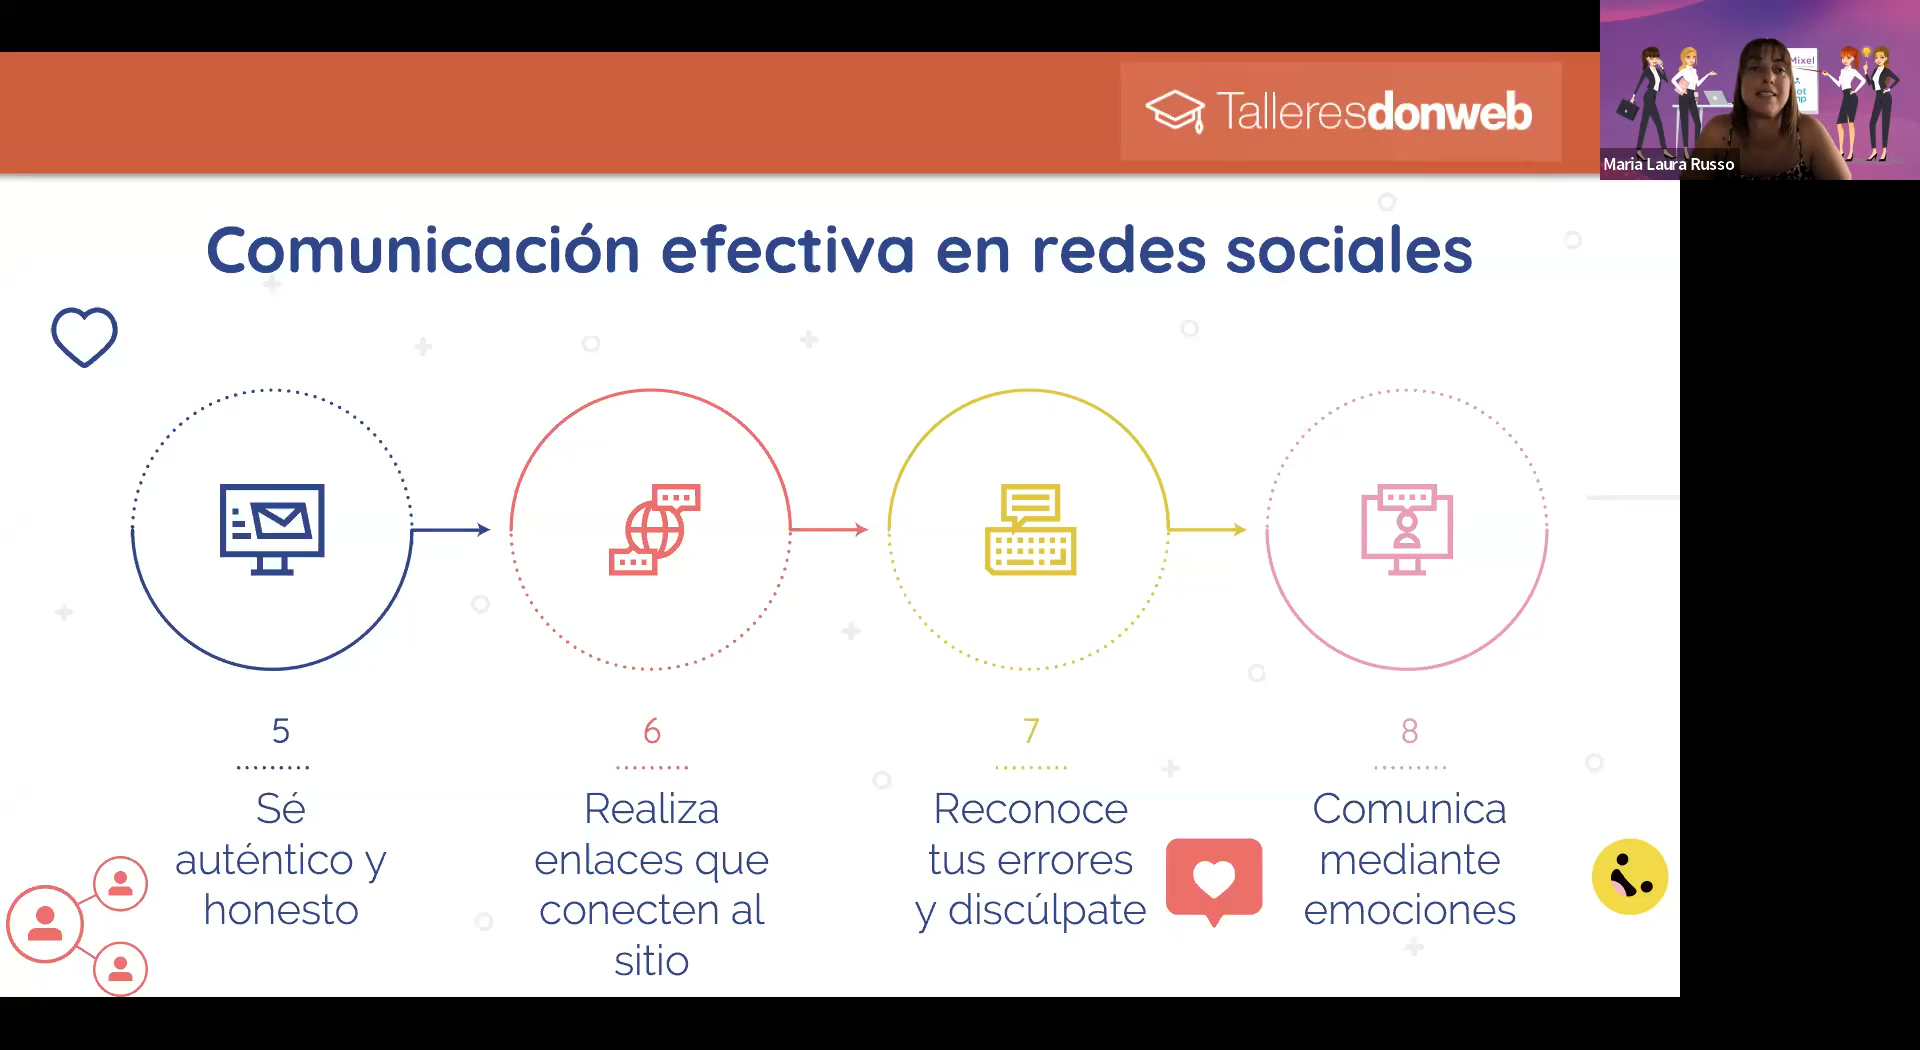 Talleresdonweb
Mixel
Maria Laura Russo
Comunicación efectiva en redes sociales
5
Sé
auténtico y
honesto
6
Realiza
enlaces que
conecten al
sitio
7
Reconoce
tus errores
y discúlpate
8
Comunica
mediante
emociones